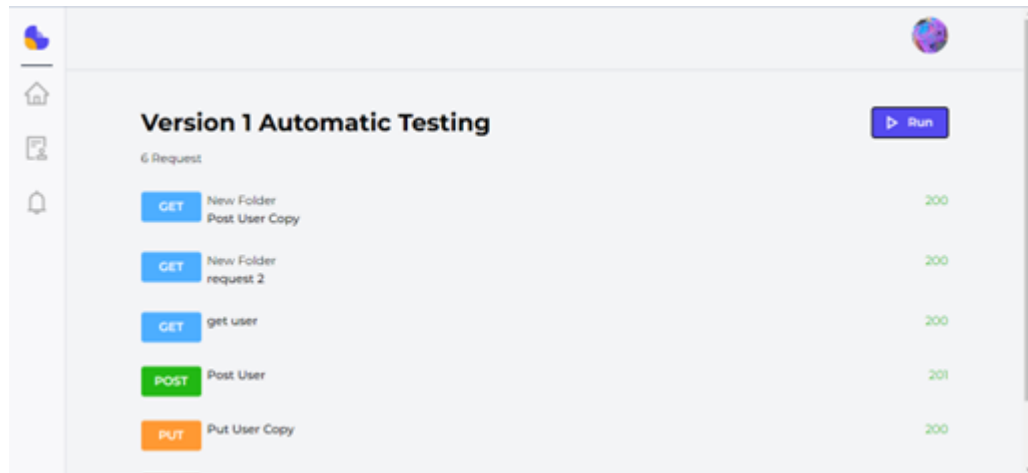 Version 1 Automatic Testing
Run
6 Request
GET
New Folder
200
Post User Copy
GET
New Folder
200
request 2
GET
get user
200
POST
Post User
201
PUT
Put User Copy
200